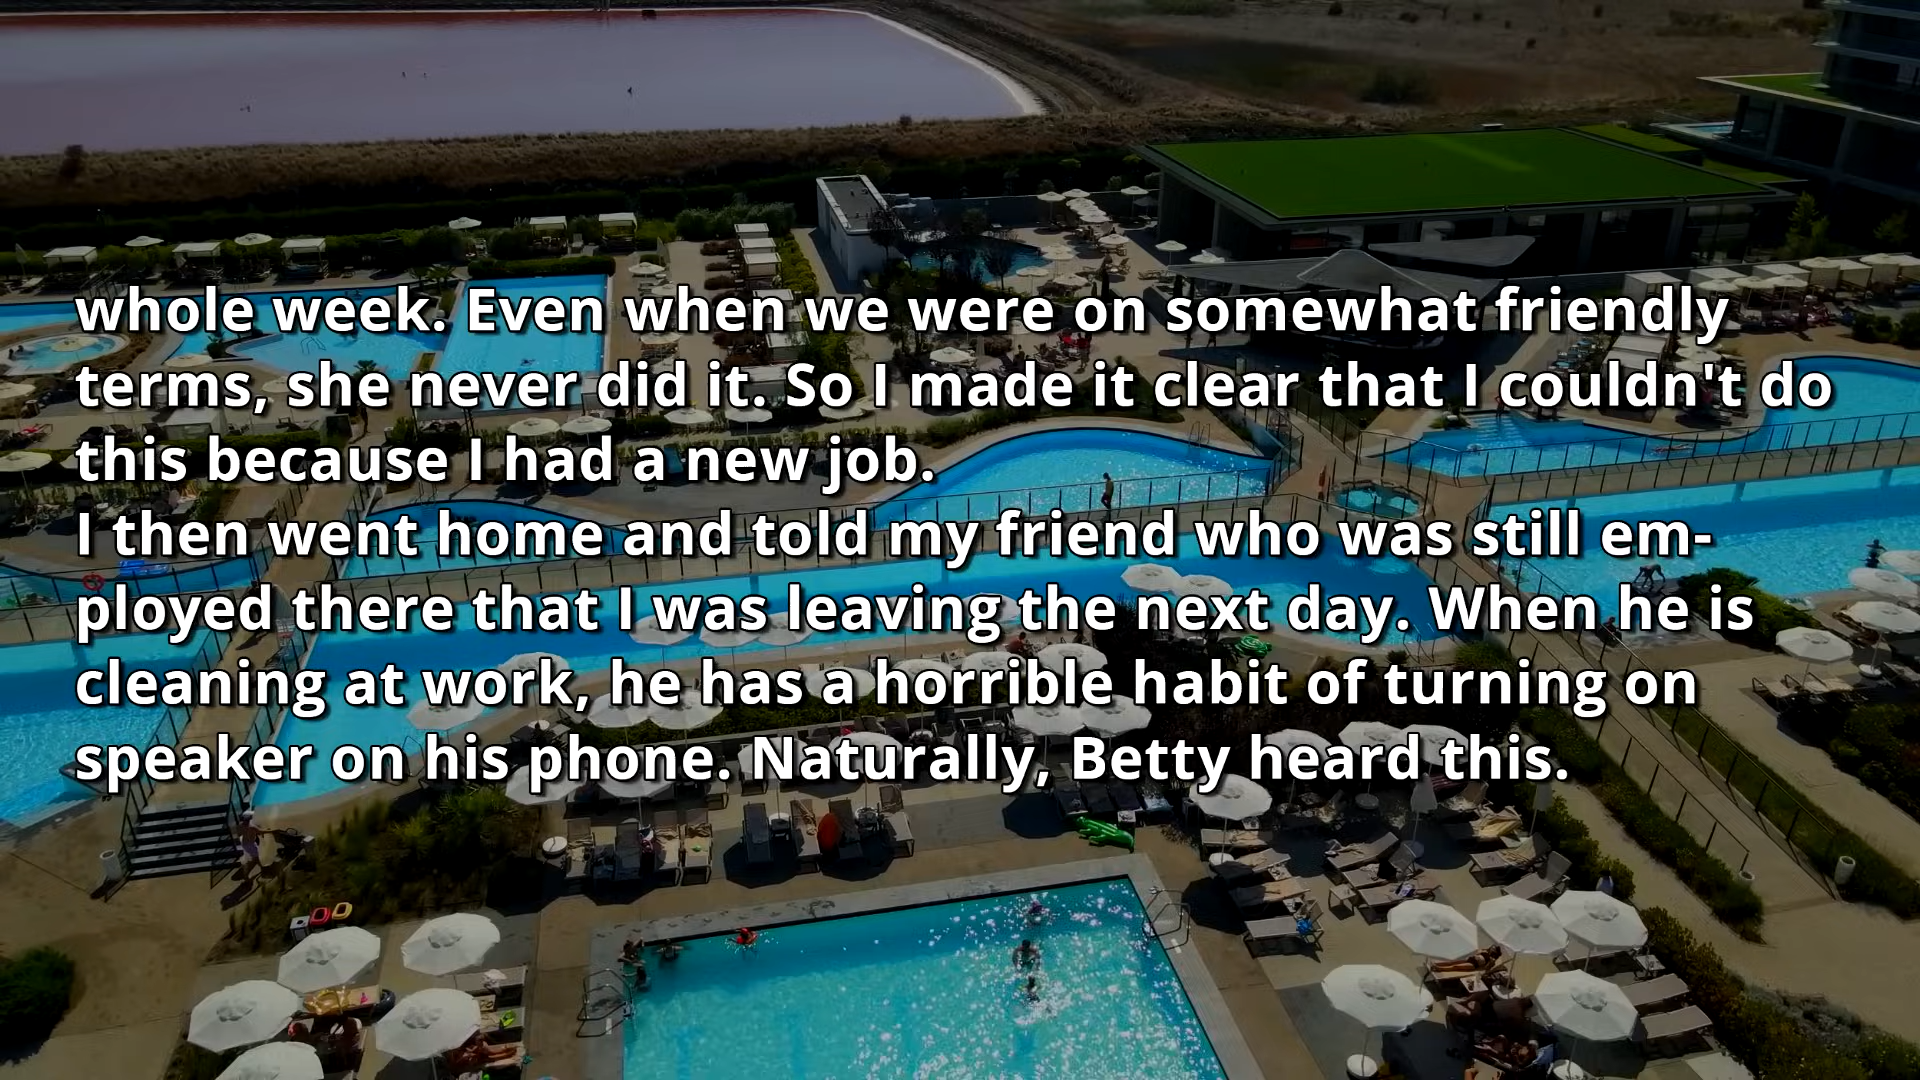 whole week. Even when we were on somewhat friendly
terms, she never did it. So I made it clear that I couldn't do
this because I had a new job.
I then went home and told my friend who was still em-
ployed there that I was leaving the next day. When he is
cleaning at work, he has a horrible habit of turning on
speaker on his phone. Naturally, Betty heard this.